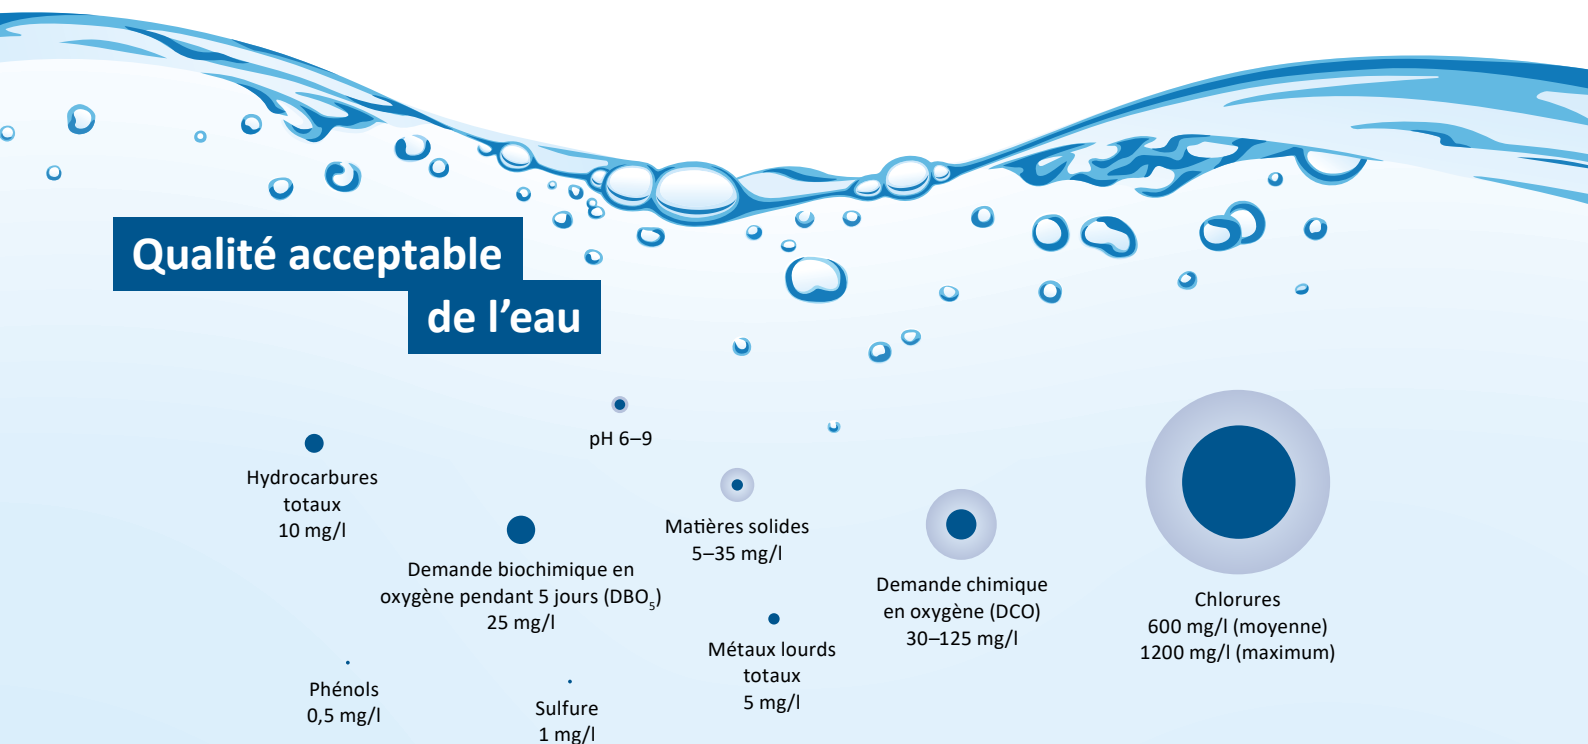 Qualité acceptable
de l’eau
pH 6–9
Hydrocarbures
totaux
10 mg/l
Matières solides
5–35 mg/l
Demande biochimique en
oxygène pendant 5 jours (DBO₅)
25 mg/l
Demande chimique
en oxygène (DCO)
30–125 mg/l
Chlorures
600 mg/l (moyenne)
1200 mg/l (maximum)
Métaux lourds
totaux
5 mg/l
Phénols
0,5 mg/l
Sulfure
1 mg/l